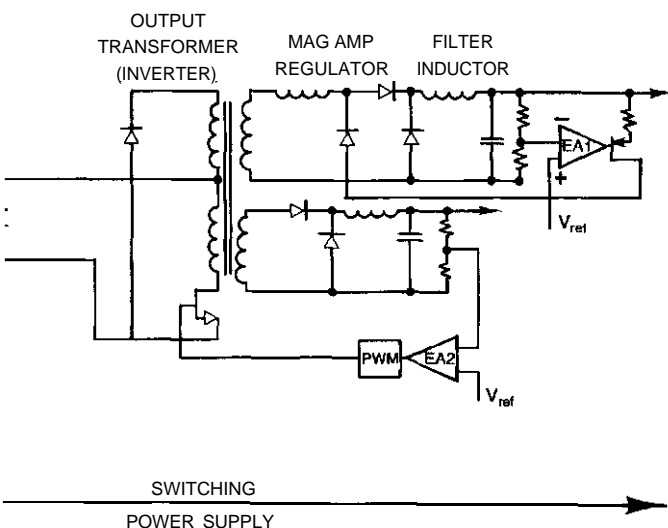 OUTPUT
TRANSFORMER
(INVERTER)
MAG AMP
REGULATOR
FILTER
INDUCTOR
EA1
Vref
PWM
EA2
Vref
SWITCHING
POWER SUPPLY